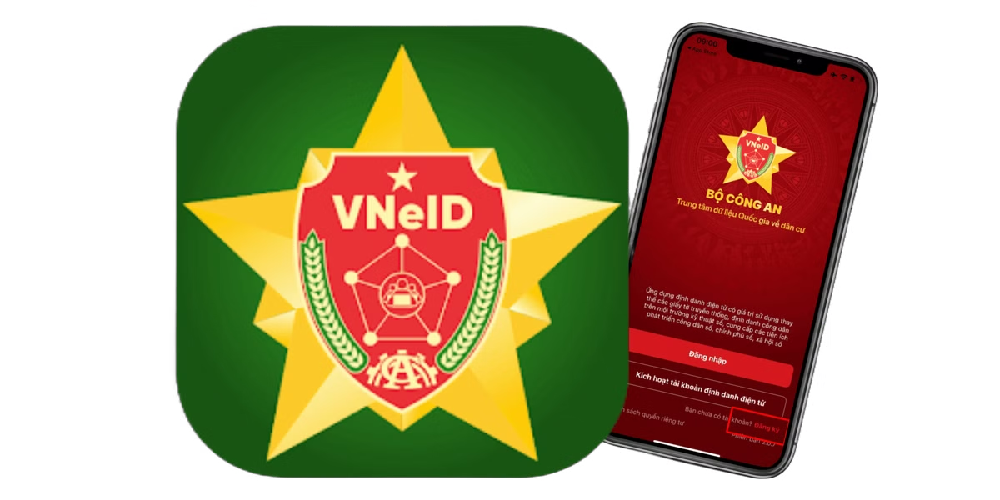 VNeID
CA
09:00
App Store
VNeID
BỘ CÔNG AN
Trung tâm dữ liệu Quốc gia về dân cư
Ứng dụng định danh điện tử có giá trị sử dụng thay
thế các giấy tờ truyền thống, định danh công dân
trên môi trường kỹ thuật số, cung cấp các tiện ích
phát triển công dân số, chính phủ số, xã hội số
Đăng nhập
Kích hoạt tài khoản định danh điện tử
Bạn chưa có tài khoản? Đăng ký
sách quyền riêng tư
Phiên bản